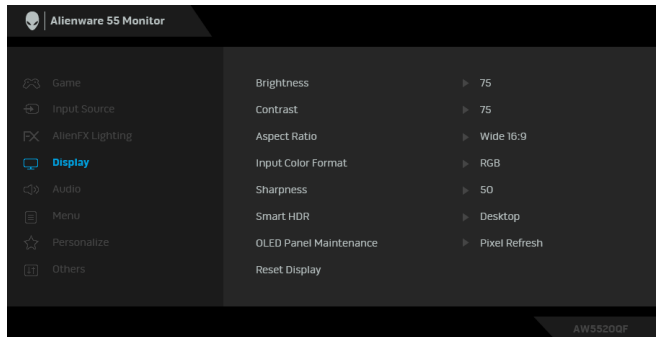 Alienware 55 Monitor
Game
Input Source
FX AlienFX Lighting
Display
Audio
Menu
Personalize
Others
Brightness 75
Contrast 75
Aspect Ratio Wide 16:9
Input Color Format RGB
Sharpness 50
Smart HDR Desktop
OLED Panel Maintenance Pixel Refresh
Reset Display
AW5520QF